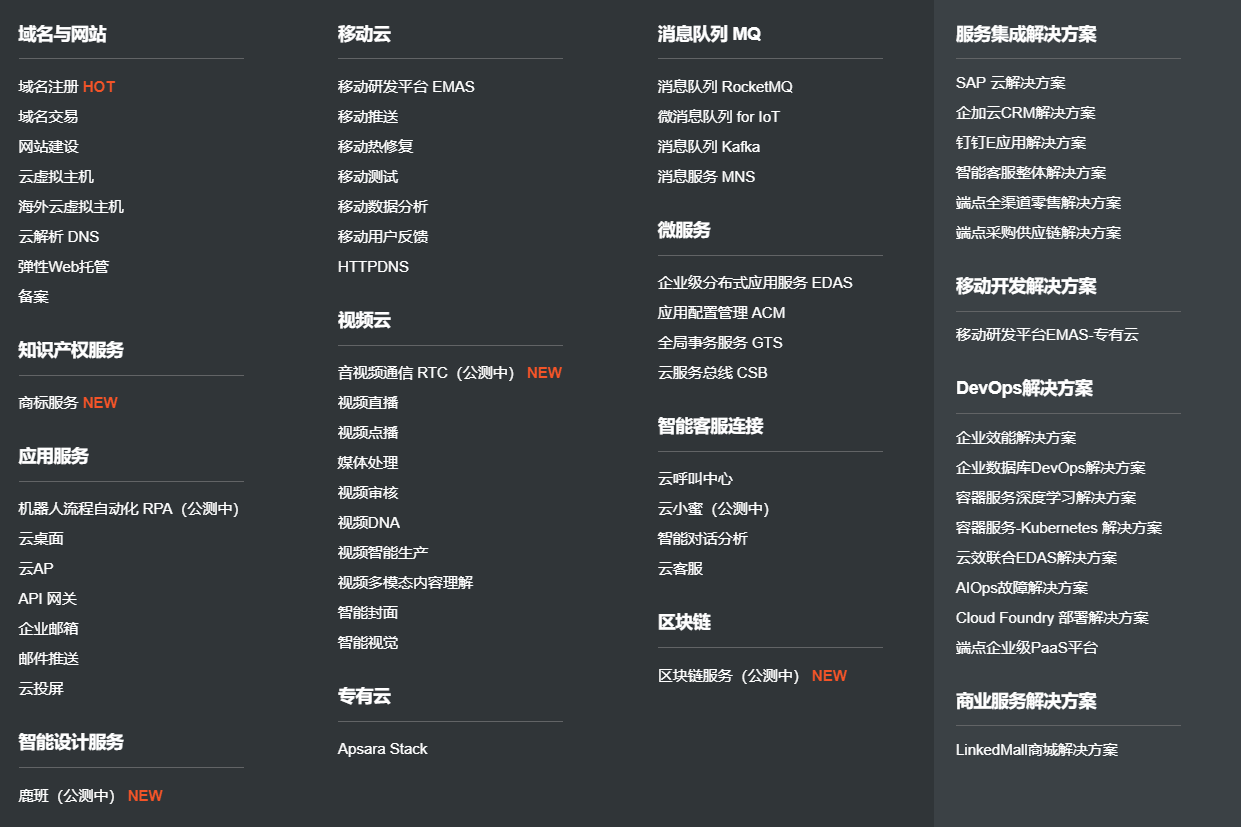 域名与网站
域名注册 HOT
域名交易
网站建设
云虚拟主机
海外云虚拟主机
云解析 DNS
弹性Web托管
备案
知识产权服务
商标服务 NEW
应用服务
机器人流程自动化 RPA（公测中）
云桌面
云AP
API 网关
企业邮箱
邮件推送
云投屏
智能设计服务
鹿班（公测中） NEW
移动云
移动研发平台 EMAS
移动推送
移动热修复
移动测试
移动数据分析
移动用户反馈
HTTPDNS
视频云
音视频通信 RTC（公测中） NEW
视频直播
视频点播
媒体处理
视频审核
视频DNA
视频智能生产
视频多模态内容理解
智能封面
智能视觉
专有云
Apsara Stack
消息队列 MQ
消息队列 RocketMQ
微消息队列 for IoT
消息队列 Kafka
消息服务 MNS
微服务
企业级分布式应用服务 EDAS
应用配置管理 ACM
全局事务服务 GTS
云服务总线 CSB
智能客服连接
云呼叫中心
云小蜜（公测中）
智能对话分析
云客服
区块链
区块链服务（公测中） NEW
服务集成解决方案
SAP 云解决方案
企加云CRM解决方案
钉钉E应用解决方案
智能客服整体解决方案
端点全渠道零售解决方案
端点采购供应链解决方案
移动开发解决方案
移动研发平台EMAS-专有云
DevOps解决方案
企业效能解决方案
企业数据库DevOps解决方案
容器服务深度学习解决方案
容器服务-Kubernetes 解决方案
云效联合EDAS解决方案
AIOps故障解决方案
Cloud Foundry 部署解决方案
端点企业级PaaS平台
商业服务解决方案
LinkedMall商城解决方案